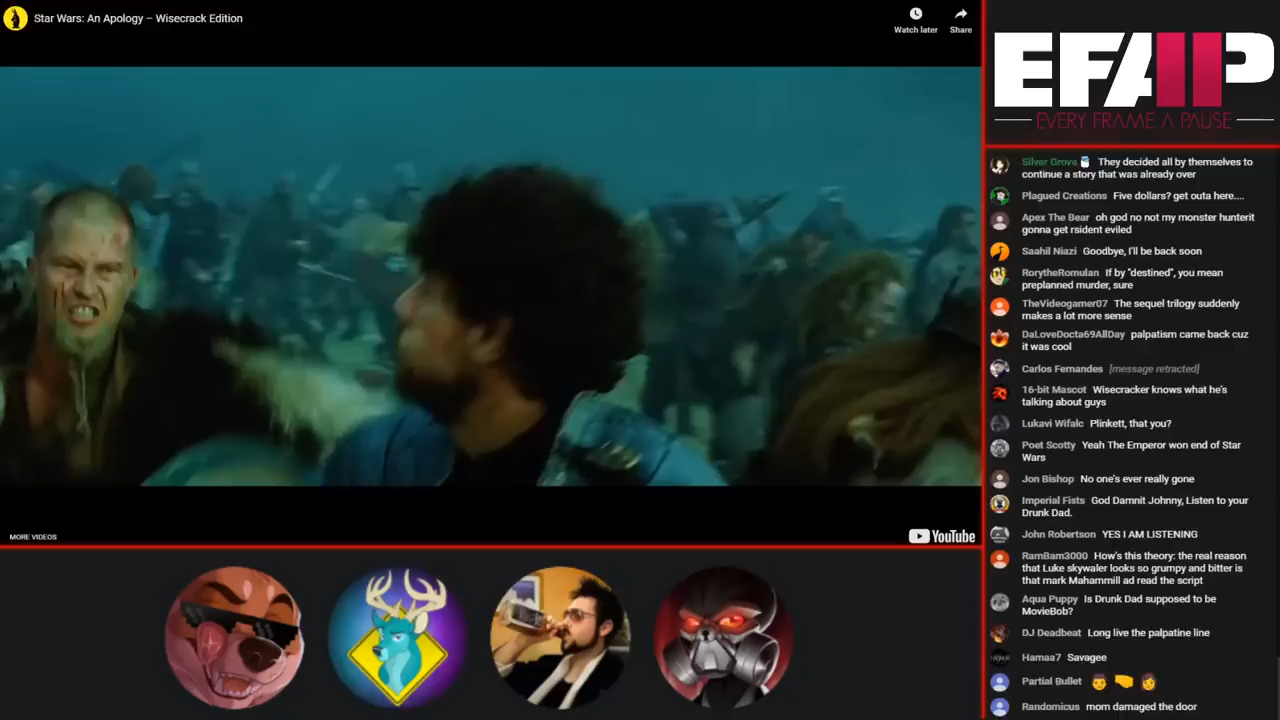 Star Wars: An Apology – Wisecrack Edition
Watch later
Share
MORE VIDEOS
YouTube
EFAP
EVERY FRAME A PAUSE
Silver Grove They decided all by themselves to
continue a story that was already over
Plagued Creations Five dollars? get outa here....
Apex The Bear oh god no not my monster hunterit
gonna get rsident eviled
Saahil Niazi Goodbye, I'll be back soon
RorytheRomulan If by "destined", you mean
preplanned murder, sure
TheVideogamer07 The sequel trilogy suddenly
makes a lot more sense
DaLoveDocta69AllDay palpatism came back cuz
it was cool
Carlos Fernandes [message retracted]
16-bit Mascot Wisecracker knows what he's
talking about guys
Lukavi Wifalc Plinkett, that you?
Poet Scotty Yeah The Emperor won end of Star
Wars
Jon Bishop No one's ever really gone
Imperial Fists God Damnit Johnny, Listen to your
Drunk Dad.
John Robertson YES I AM LISTENING
RamBam3000 How's this theory: the real reason
that Luke skywaler looks so grumpy and bitter is
that mark Mahammill ad read the script
Aqua Puppy Is Drunk Dad supposed to be
MovieBob?
DJ Deadbeat Long live the palpatine line
Hamaa7 Savagee
Partial Bullet 👨 🤜 👩
Randomicus mom damaged the door